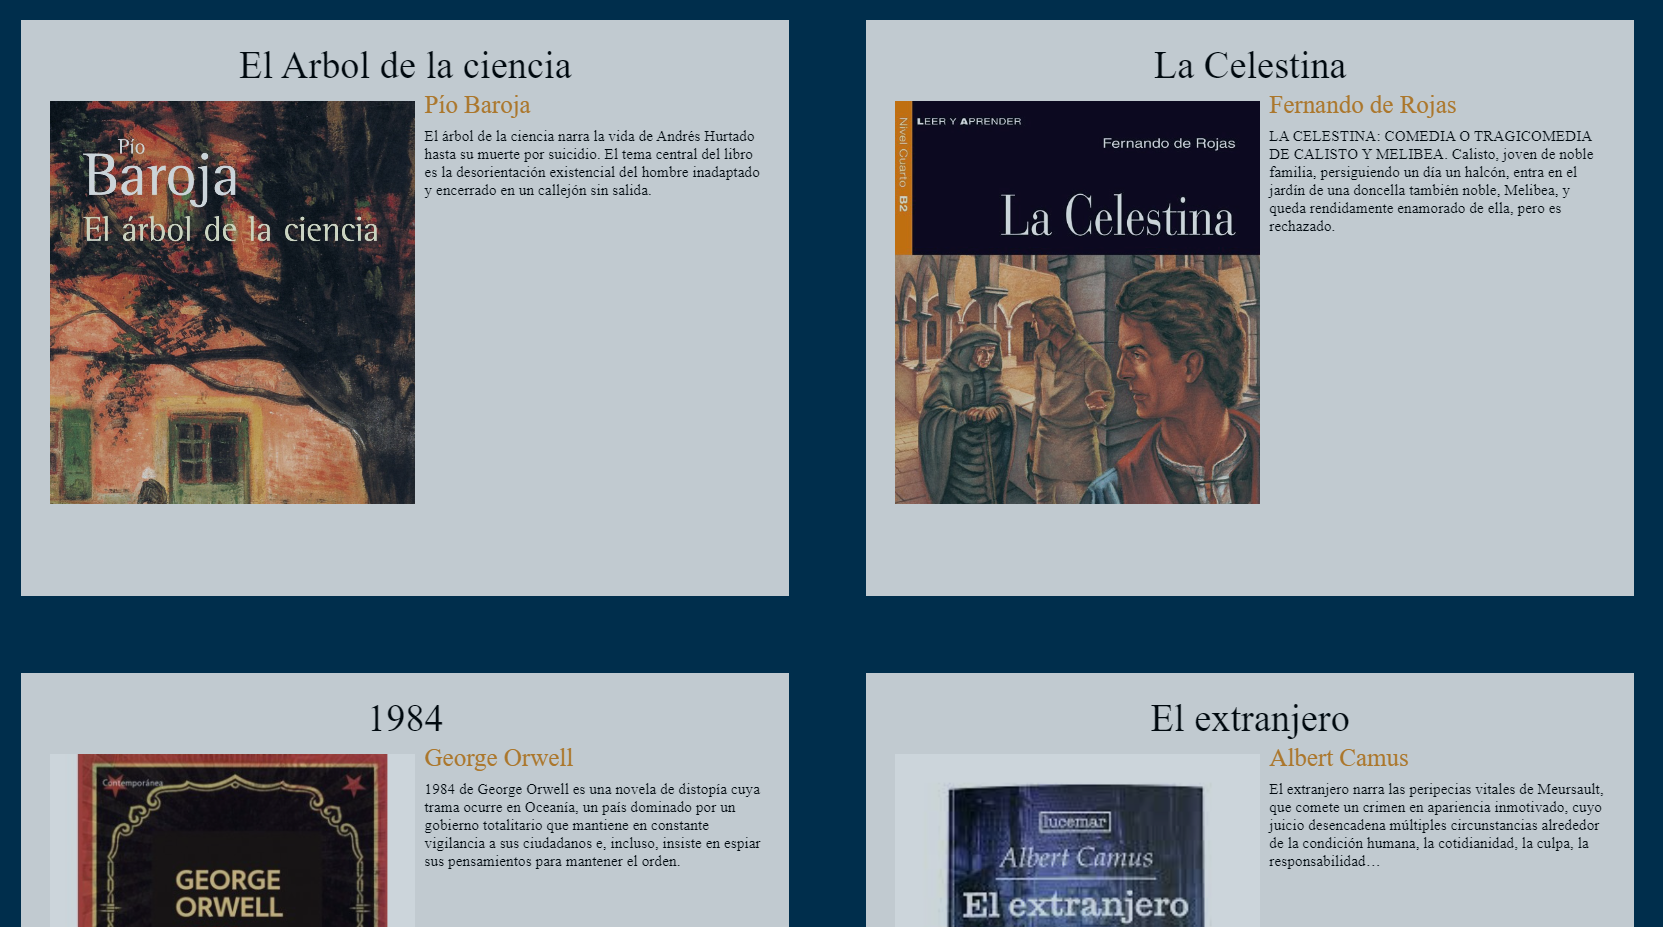 El Arbol de la ciencia
Pío
Baroja
El árbol de la ciencia
Pío Baroja
El árbol de la ciencia narra la vida de Andrés Hurtado
hasta su muerte por suicidio. El tema central del libro
es la desorientación existencial del hombre inadaptado
y encerrado en un callejón sin salida.
La Celestina
Nivel Cuarto B2
LEER Y APRENDER
Fernando de Rojas
La Celestina
Fernando de Rojas
LA CELESTINA: COMEDIA O TRAGICOMEDIA
DE CALISTO Y MELIBEA. Calisto, joven de noble
familia, persiguiendo un día un halcón, entra en el
jardín de una doncella también noble, Melibea, y
queda rendidamente enamorado de ella, pero es
rechazado.
1984
Contemporánea
GEORGE
ORWELL
George Orwell
1984 de George Orwell es una novela de distopía cuya
trama ocurre en Oceanía, un país dominado por un
gobierno totalitario que mantiene en constante
vigilancia a sus ciudadanos e, incluso, insiste en espiar
sus pensamientos para mantener el orden.
El extranjero
lucemar
Albert Camus
El extranjero
Albert Camus
El extranjero narra las peripecias vitales de Meursault,
que comete un crimen en apariencia inmotivado, cuyo
juicio desencadena múltiples circunstancias alrededor
de la condición humana, la cotidianidad, la culpa, la
responsabilidad…